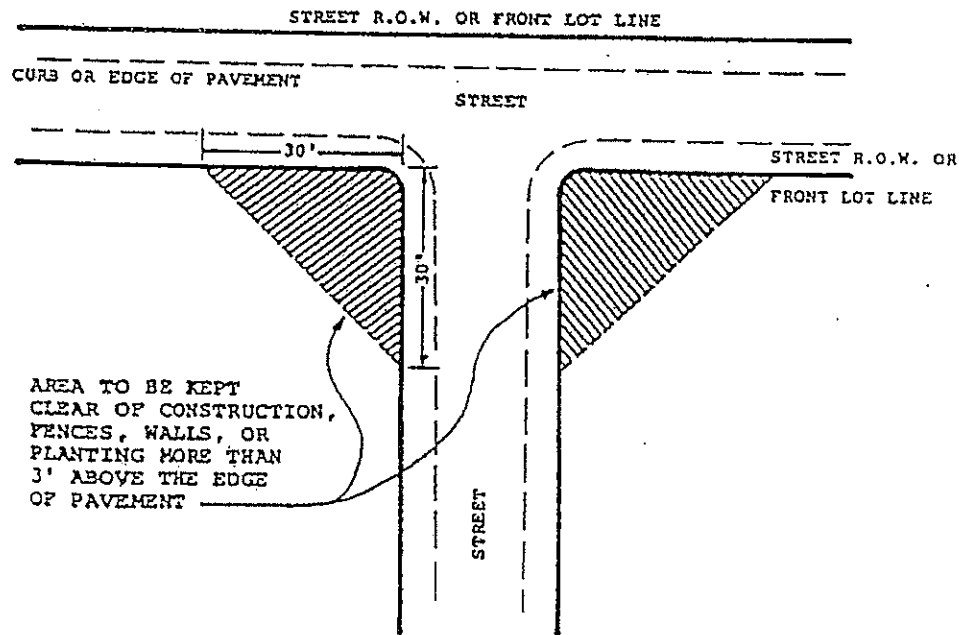 STREET R.O.W. OR FRONT LOT LINE
CURB OR EDGE OF PAVEMENT
STREET
30'
STREET R.O.W. OR
FRONT LOT LINE
30'
AREA TO BE KEPT
CLEAR OF CONSTRUCTION,
FENCES, WALLS, OR
PLANTING MORE THAN
3' ABOVE THE EDGE
OF PAVEMENT
STREET